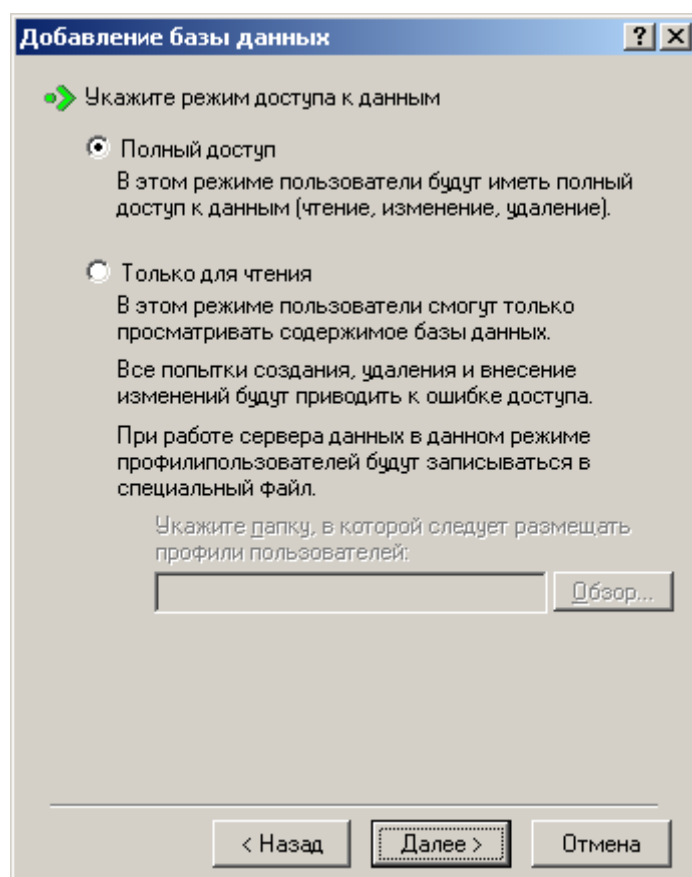 Добавление базы данных
Укажите режим доступа к данным
Полный доступ
В этом режиме пользователи будут иметь полный
доступ к данным (чтение, изменение, удаление).
Только для чтения
В этом режиме пользователи смогут только
просматривать содержимое базы данных.
Все попытки создания, удаления и внесение
изменений будут приводить к ошибке доступа.
При работе сервера данных в данном режиме
профилипользователей будут записываться в
специальный файл.
Укажите папку, в которой следует размещать
профили пользователей:
Обзор...
< Назад
Далее >
Отмена